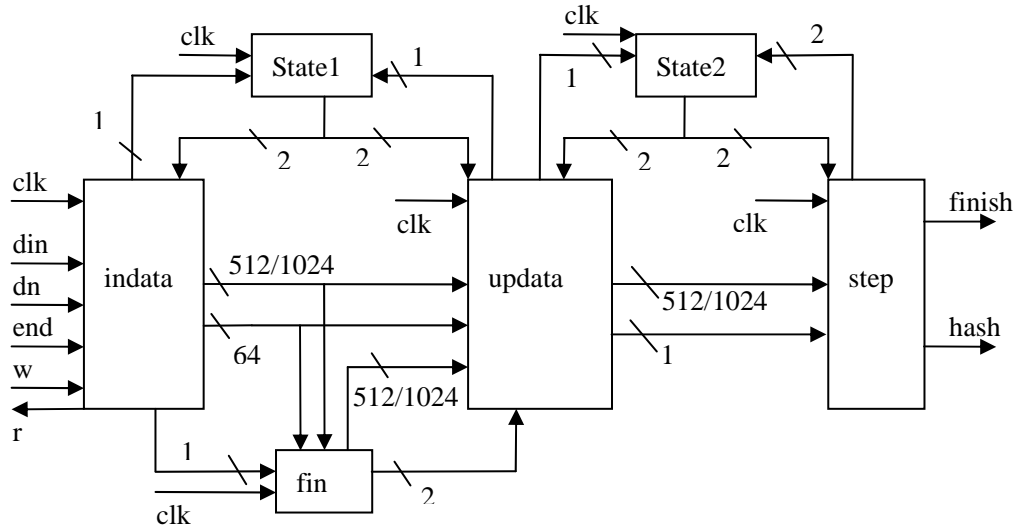 clk
State1
1
clk
State2
2
1
1
2
2
2
2
clk
clk
clk
din
dn
end
w
r
indata
512/1024
64
updata
512/1024
1
step
finish
hash
512/1024
1
fin
2
clk